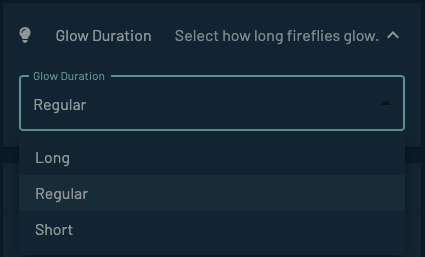 Glow Duration Select how long fireflies glow.
Glow Duration
Regular
Long
Regular
Short